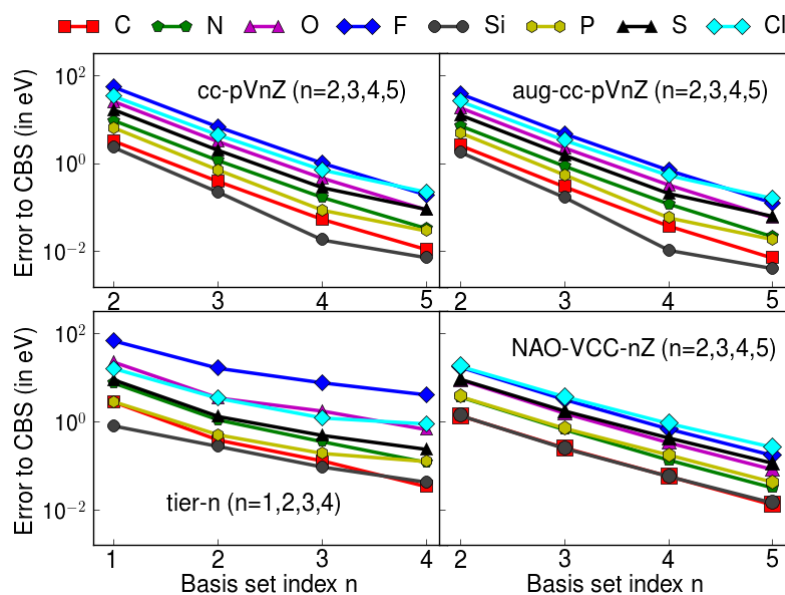 C N O F Si P S Cl
Error to CBS (in eV)
10^2
10^0
10^-2
cc-pVnZ (n=2,3,4,5)
2 3 4 5
aug-cc-pVnZ (n=2,3,4,5)
2 3 4 5
Error to CBS (in eV)
10^2
10^0
10^-2
tier-n (n=1,2,3,4)
1 2 3 4
Basis set index n
NAO-VCC-nZ (n=2,3,4,5)
2 3 4 5
Basis set index n